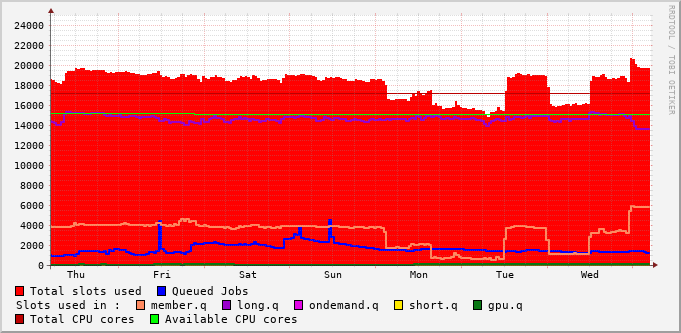 RRDTOOL / TOBI OETIKER
24000
22000
20000
18000
16000
14000
12000
10000
8000
6000
4000
2000
0
Thu Fri Sat Sun Mon Tue Wed
Total slots used Queued Jobs
Slots used in : member.q long.q ondemand.q short.q gpu.q
Total CPU cores Available CPU cores